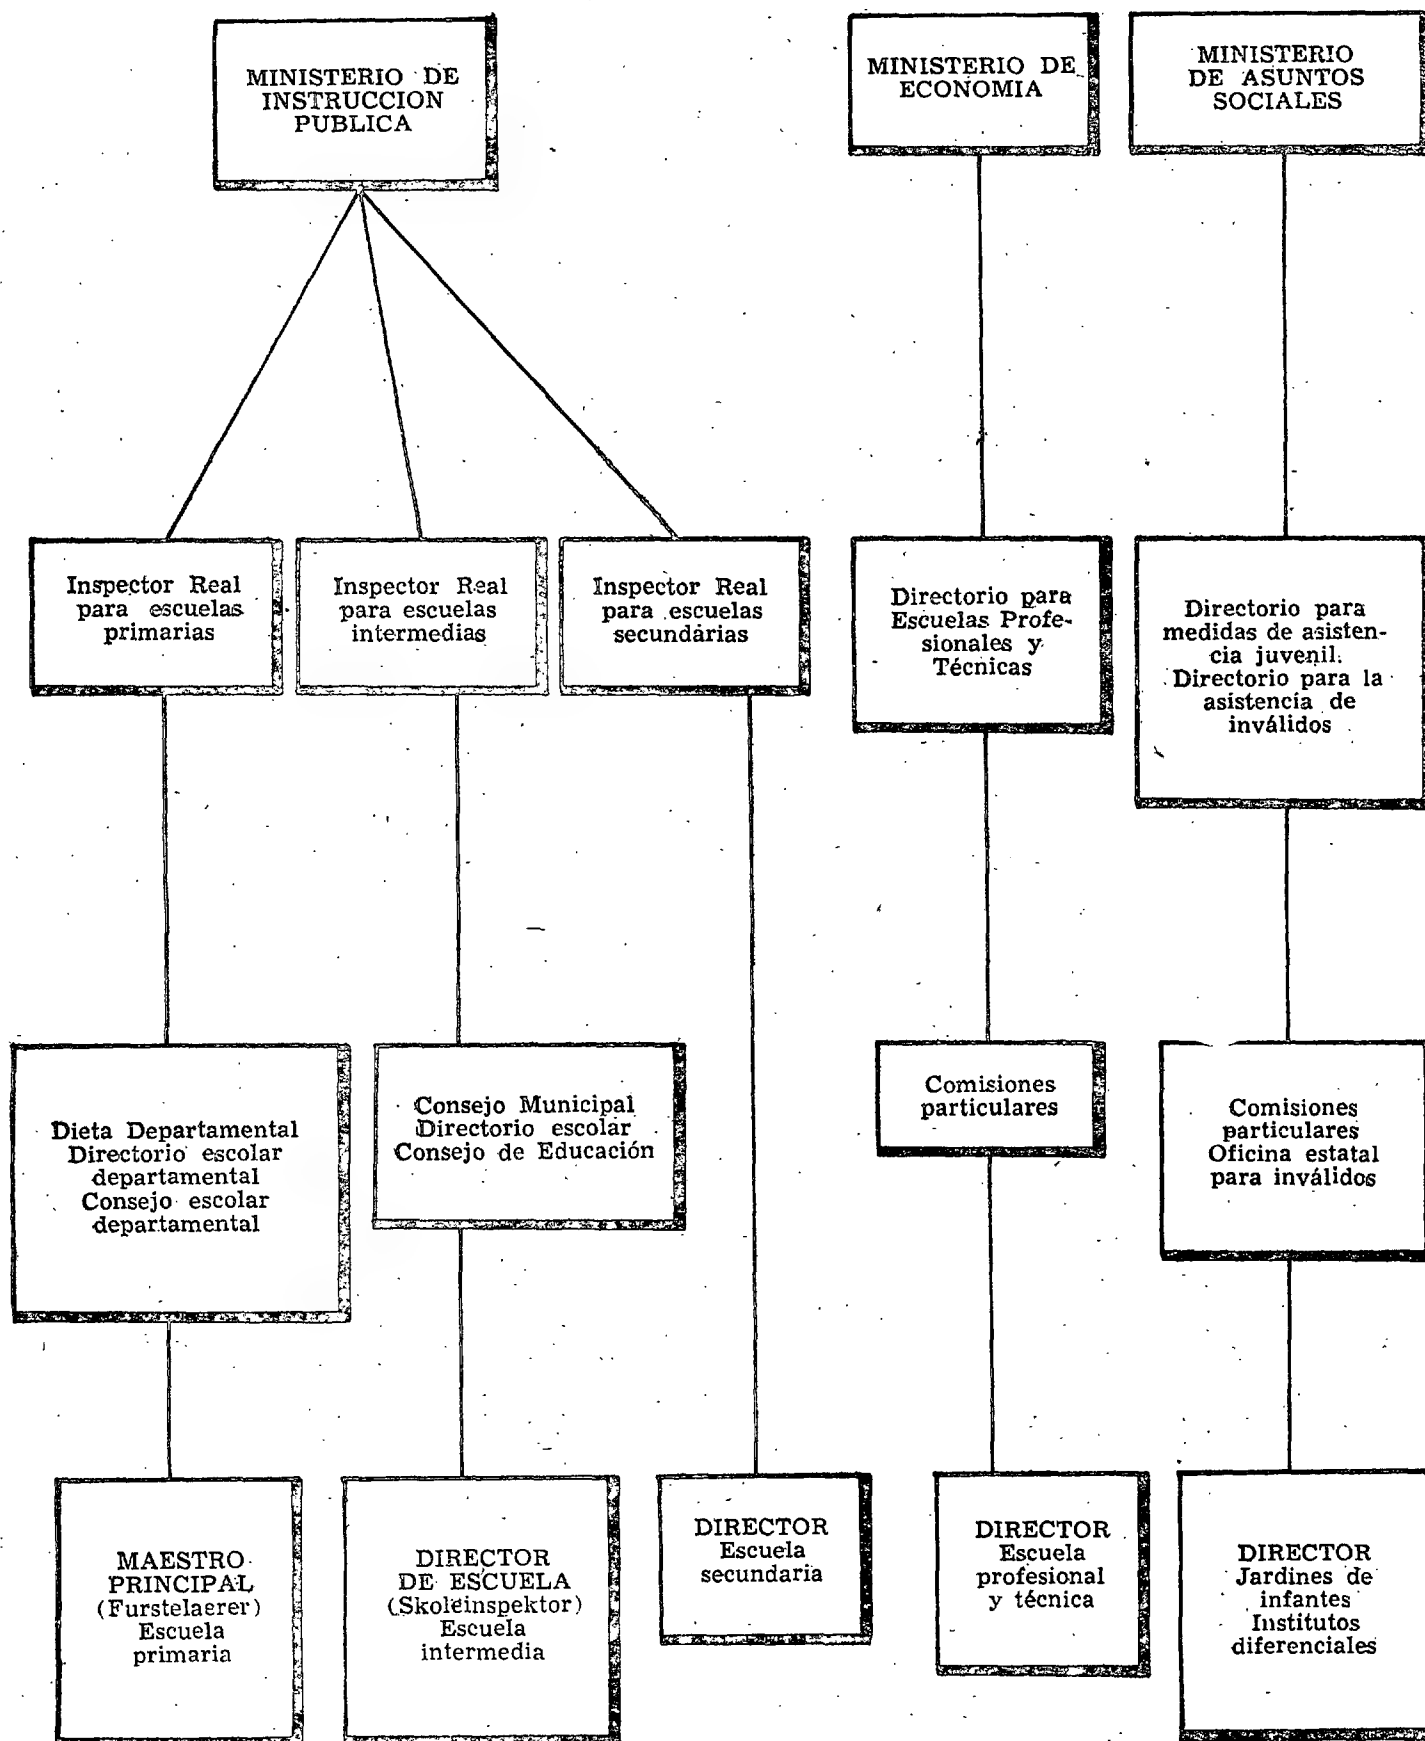 MINISTERIO DE
INSTRUCCION
PUBLICA
MINISTERIO DE
ECONOMIA
MINISTERIO
DE ASUNTOS
SOCIALES
Inspector Real
para escuelas
primarias
Inspector Real
para escuelas
intermedias
Inspector Real
para escuelas
secundarias
Directorio para
Escuelas Profe-
sionales y
Técnicas
Directorio para
medidas de asisten-
cia juvenil.
Directorio para la
asistencia de
inválidos
Dieta Departamental
Directorio escolar
departamental
Consejo escolar
departamental
Consejo Municipal
Directorio escolar
Consejo de Educación
Comisiones
particulares
Comisiones
particulares
Oficina estatal
para inválidos
MAESTRO
PRINCIPAL
(Furstelaerer)
Escuela
primaria
DIRECTOR
DE ESCUELA
(Skoleinspektor)
Escuela
intermedia
DIRECTOR
Escuela
secundaria
DIRECTOR
Escuela
profesional
y técnica
DIRECTOR
Jardines de
infantes
Institutos
diferenciales